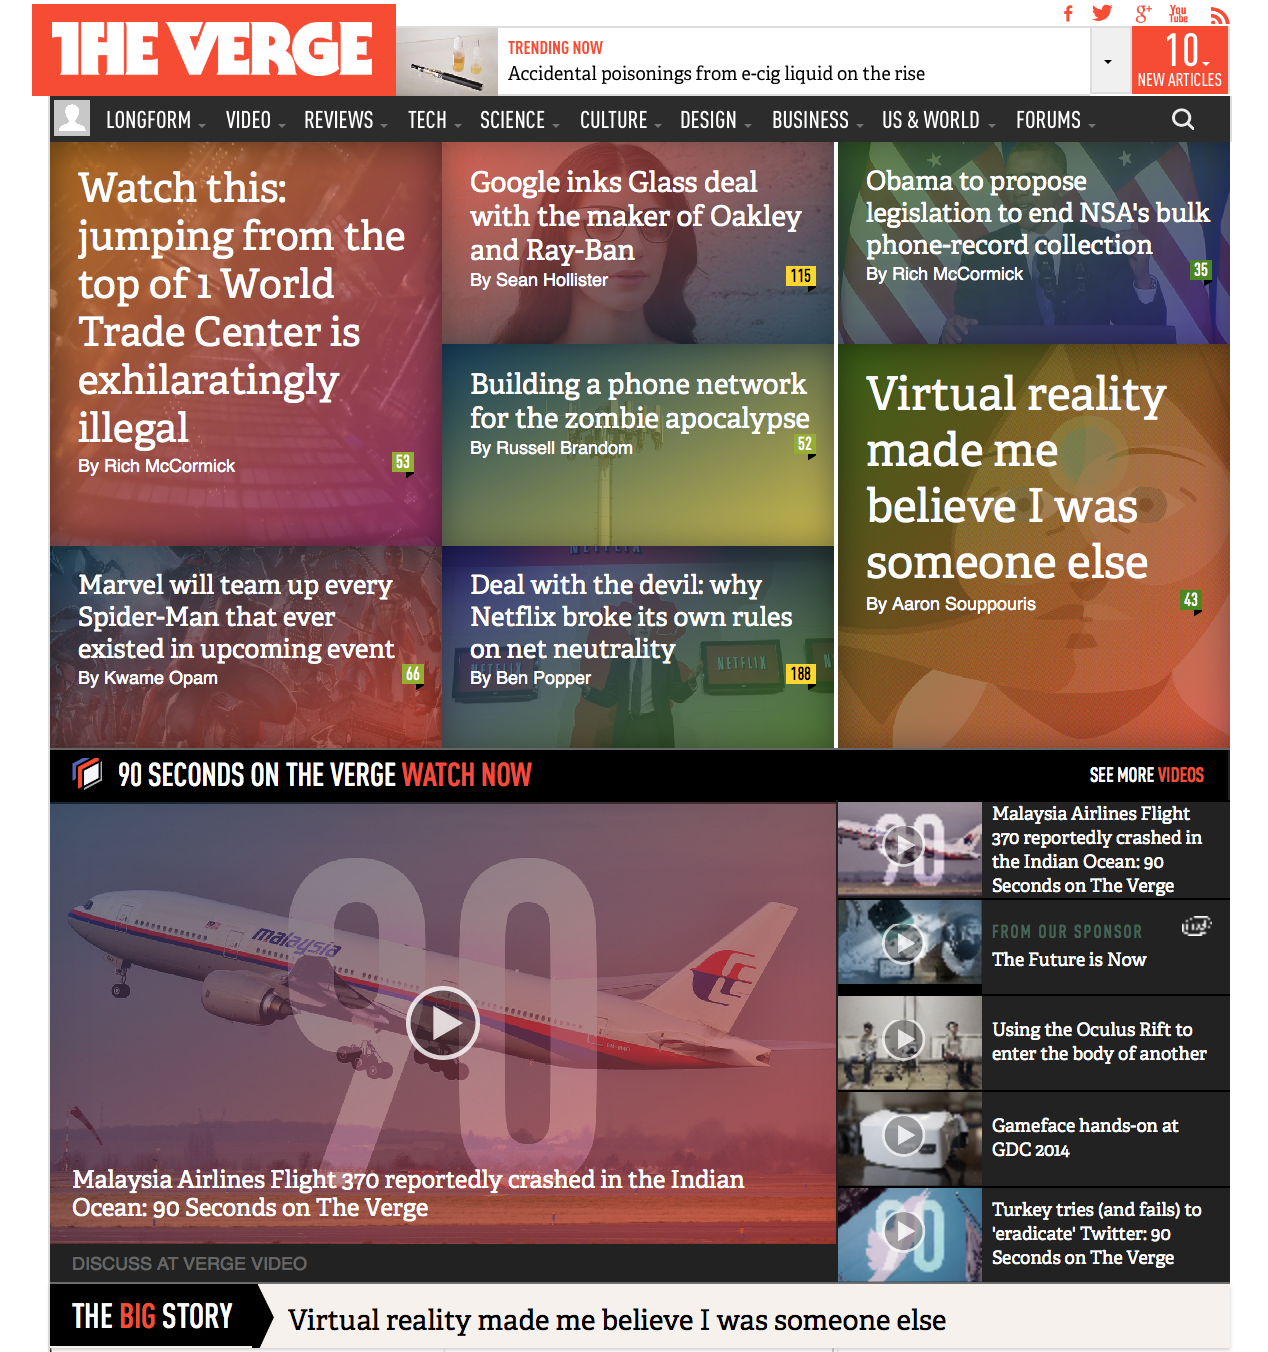 THE VERGE
g+
You
Tube
TRENDING NOW
Accidental poisonings from e-cig liquid on the rise
10
NEW ARTICLES
LONGFORM VIDEO REVIEWS TECH SCIENCE CULTURE DESIGN BUSINESS US & WORLD FORUMS
Watch this:
jumping from the
top of 1 World
Trade Center is
exhilaratingly
illegal
By Rich McCormick
53
Google inks Glass deal
with the maker of Oakley
and Ray-Ban
By Sean Hollister
115
Obama to propose
legislation to end NSA's bulk
phone-record collection
By Rich McCormick
35
Building a phone network
for the zombie apocalypse
By Russell Brandom
52
Virtual reality
made me
believe I was
someone else
By Aaron Souppouris
43
Marvel will team up every
Spider-Man that ever
existed in upcoming event
By Kwame Opam
66
NETFLIX
Deal with the devil: why
Netflix broke its own rules
on net neutrality
By Ben Popper
188
NETFLIX
NETFLIX
90 SECONDS ON THE VERGE WATCH NOW
SEE MORE VIDEOS
90
malaysia
Malaysia Airlines Flight 370 reportedly crashed in the Indian
Ocean: 90 Seconds on The Verge
DISCUSS AT VERGE VIDEO
90
Malaysia Airlines Flight
370 reportedly crashed in
the Indian Ocean: 90
Seconds on The Verge
FROM OUR SPONSOR
The Future is Now
Using the Oculus Rift to
enter the body of another
Gameface hands-on at
GDC 2014
90
Turkey tries (and fails) to
'eradicate' Twitter: 90
Seconds on The Verge
THE BIG STORY
Virtual reality made me believe I was someone else